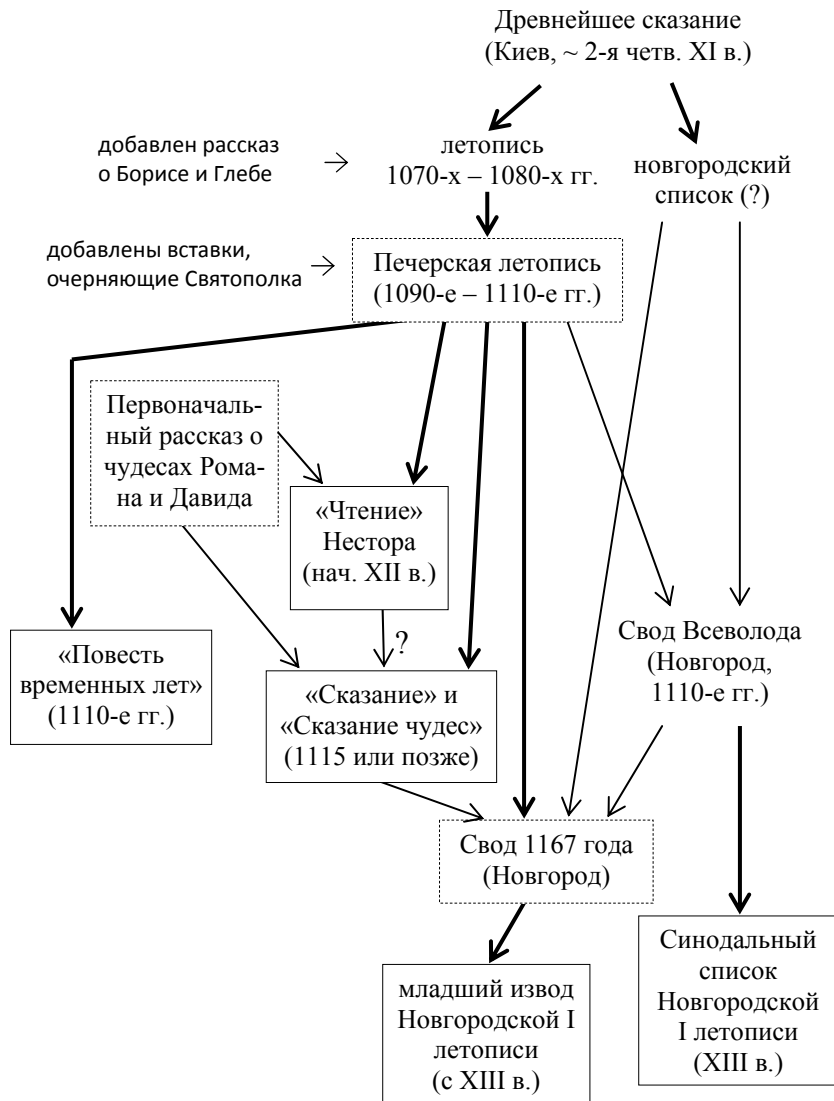 Древнейшее сказание
(Киев, ~ 2-я четв. XI в.)
добавлен рассказ
о Борисе и Глебе
летопись
1070-х – 1080-х гг.
новгородский
список (?)
добавлены вставки,
очерняющие Святополка
Печерская летопись
(1090-е – 1110-е гг.)
Первоначаль-
ный рассказ о
чудесах Рома-
на и Давида
«Чтение»
Нестора
(нач. XII в.)
?
«Повесть
временных лет»
(1110-е гг.)
«Сказание» и
«Сказание чудес»
(1115 или позже)
Свод Всеволода
(Новгород,
1110-е гг.)
Свод 1167 года
(Новгород)
младший извод
Новгородской I
летописи
(с XIII в.)
Синодальный
список
Новгородской
I летописи
(XIII в.)